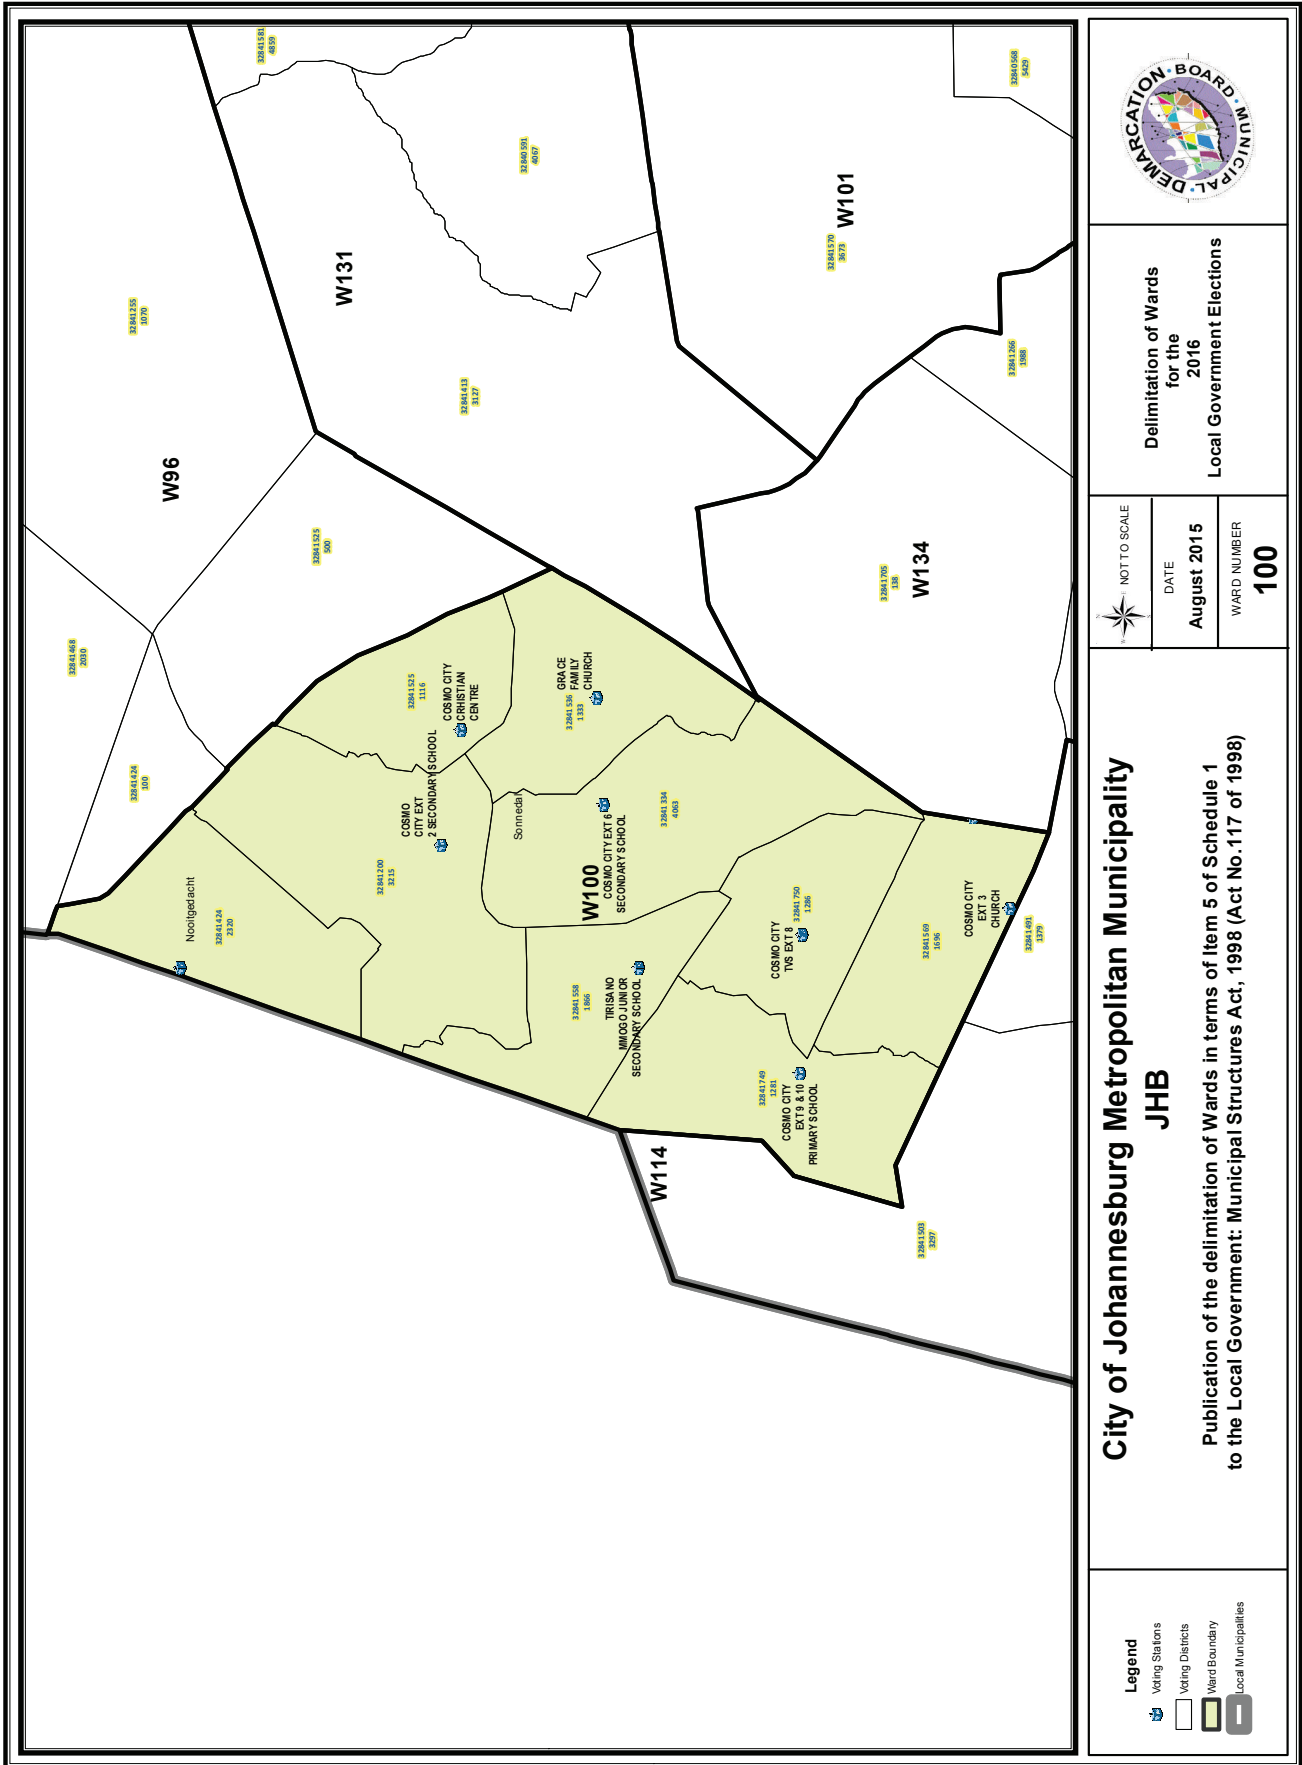 W96
W131
W101
W134
W114
W100
32841581
4859
32840591
4067
32840568
5429
32841570
3673
32841255
1070
32841413
3127
32841266
1988
32841525
500
32841705
138
32841468
2030
32841424
100
32841525
1116
COSMO CITY
CRHISTIAN
CENTRE
GRACE
FAMILY
CHURCH
32841536
1333
COSMO
CITY EXT
2 SECONDARY SCHOOL
32841200
3215
Sonnedal
COSMO CITY EXT 6
SECONDARY SCHOOL
32841334
4063
Nooitgedacht
32841424
2320
32841558
1866
TIRISANO
MMOGO JUNIOR
SECONDARY SCHOOL
COSMO CITY
TVS EXT 8
32841750
1286
32841569
1696
COSMO CITY
EXT 3
CHURCH
32841491
1379
32841749
1281
COSMO CITY
EXT 9 & 10
PRIMARY SCHOOL
32841503
3297
Legend
Voting Stations
Voting Districts
Ward Boundary
Local Municipalities
City of Johannesburg Metropolitan Municipality
JHB
Publication of the delimitation of Wards in terms of Item 5 of Schedule 1
to the Local Government: Municipal Structures Act, 1998 (Act No.117 of 1998)
N
W
E
S
NOT TO SCALE
DATE
August 2015
WARD NUMBER
100
Delimitation of Wards
for the
2016
Local Government Elections
MUNICIPAL · DEMARCATION · BOARD ·